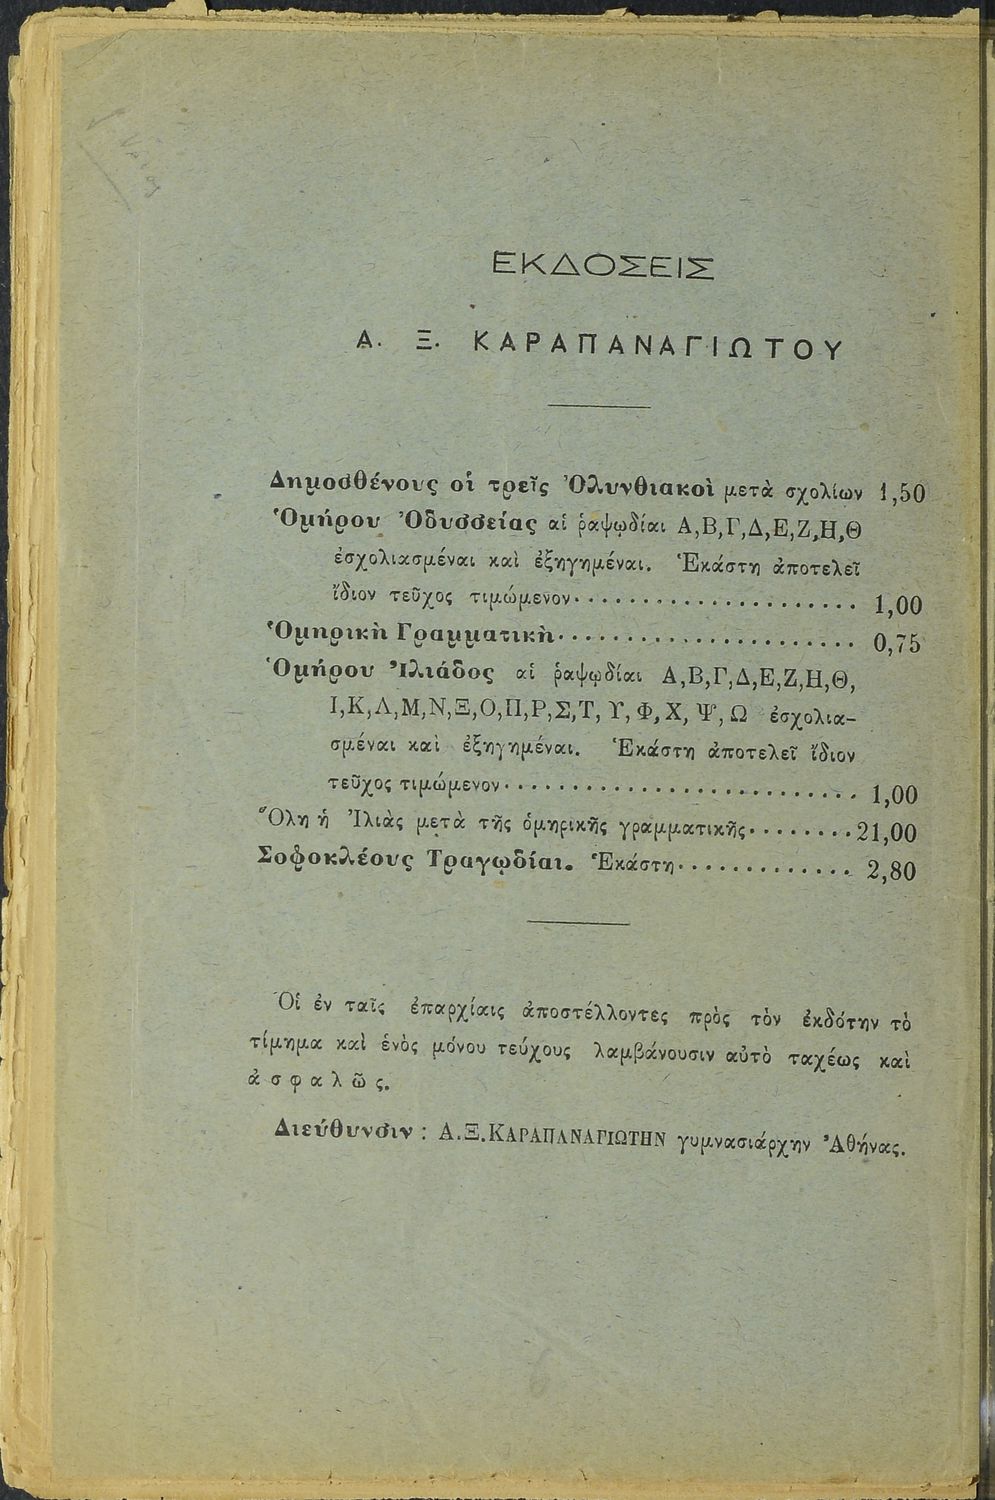 ΕΚΔΟΣΕΙΣ
Α. Ξ. ΚΑΡΑΠΑΝΑΓΙΩΤΟΥ
Δημοσθένους οἱ τρεῖς Ὀλυνθιακοὶ μετὰ σχολίων 1,50
Ὁμήρου Ὀδυσσείας αἱ ῥαψῳδίαι Α,Β,Γ,Δ,Ε,Ζ,Η,Θ
ἐσχολιασμέναι καὶ ἐξηγημέναι. Ἑκάστη ἀποτελεῖ
ἴδιον τεῦχος τιμώμενον..................... 1,00
Ὁμηρικὴ Γραμματικὴ...................... 0,75
Ὁμήρου Ἰλιάδος αἱ ῥαψῳδίαι Α,Β,Γ,Δ,Ε,Ζ,Η,Θ,
Ι,Κ,Λ,Μ,Ν,Ξ,Ο,Π,Ρ,Σ,Τ,Υ,Φ,Χ,Ψ,Ω ἐσχολια-
σμέναι καὶ ἐξηγημέναι. Ἑκάστη ἀποτελεῖ ἴδιον
τεῦχος τιμώμενον.......................... 1,00
Ὅλη ἡ Ἰλιὰς μετὰ τῆς ὁμηρικῆς γραμματικῆς........21,00
Σοφοκλέους Τραγῳδίαι. Ἑκάστη............. 2,80
Οἱ ἐν ταῖς ἐπαρχίαις ἀποστέλλοντες πρὸς τὸν ἐκδότην τὸ
τίμημα καὶ ἑνὸς μόνου τεύχους λαμβάνουσιν αὐτὸ ταχέως καὶ
ἀσφαλῶς.
Διεύθυνσιν : Α.Ξ.ΚΑΡΑΠΑΝΑΓΙΩΤΗΝ γυμνασιάρχην Ἀθήνας.